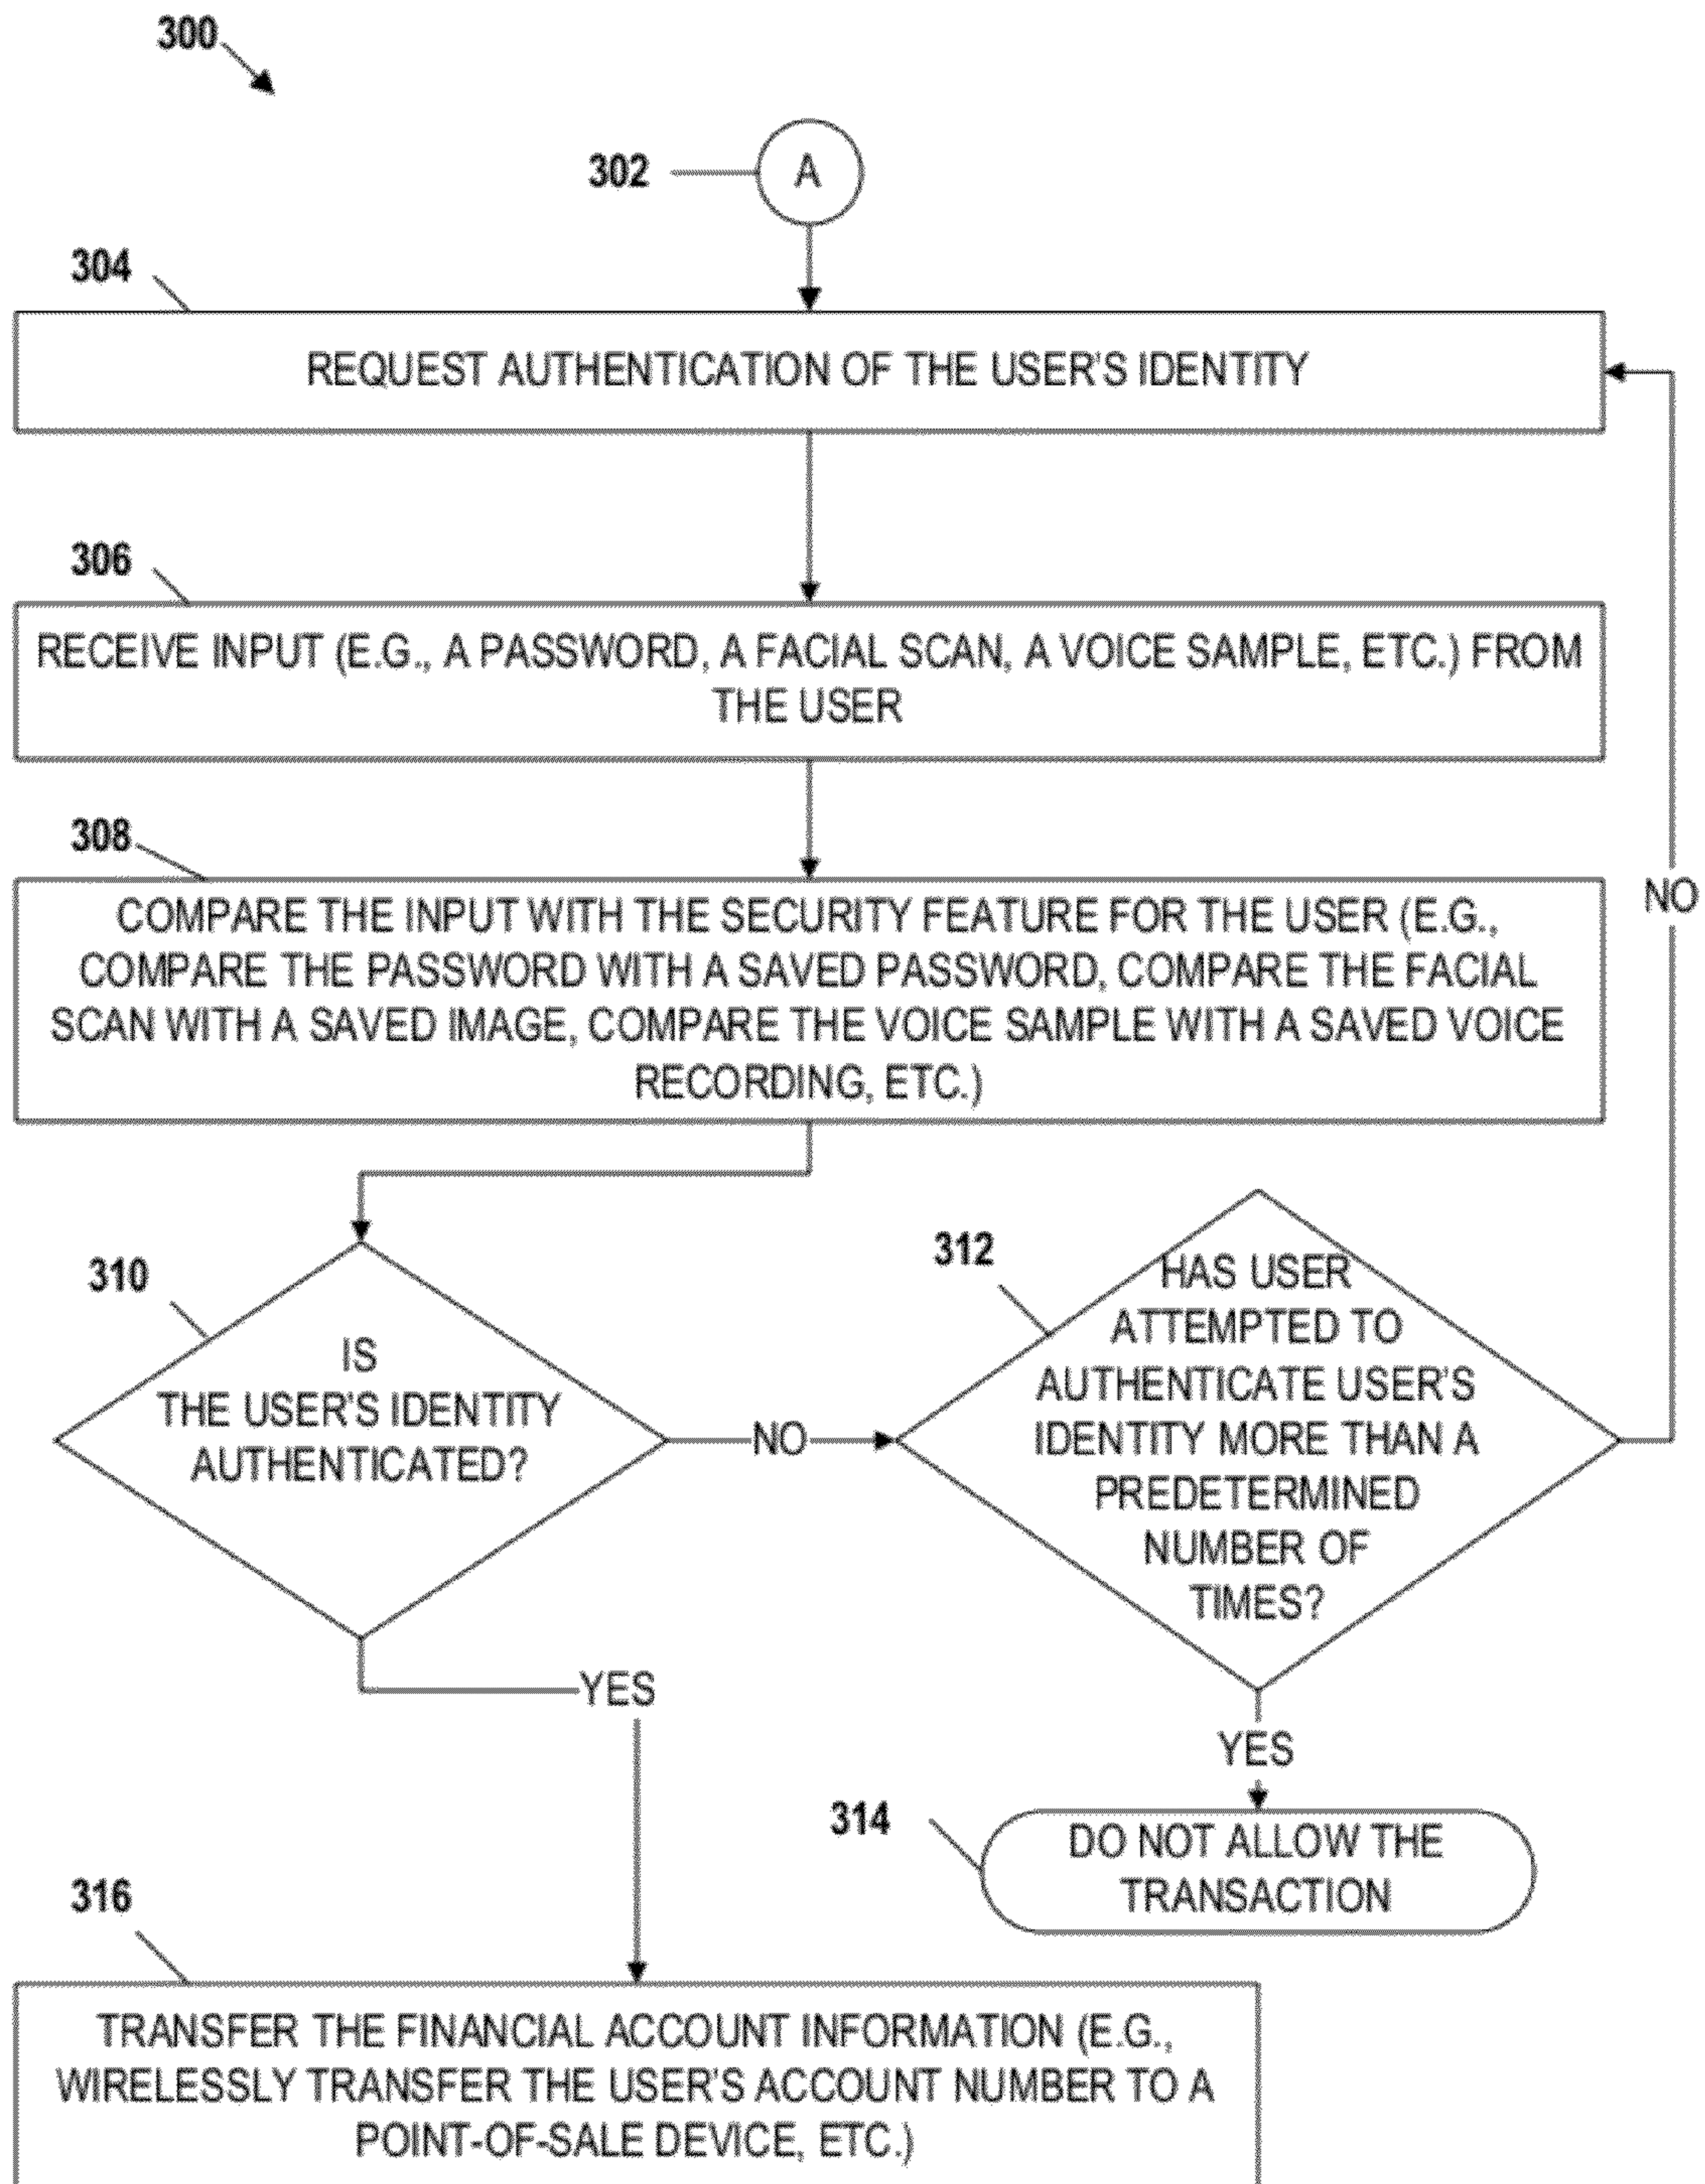 300
302
A
304
REQUEST AUTHENTICATION OF THE USER'S IDENTITY
306
RECEIVE INPUT (E.G., A PASSWORD, A FACIAL SCAN, A VOICE SAMPLE, ETC.) FROM
THE USER
308
COMPARE THE INPUT WITH THE SECURITY FEATURE FOR THE USER (E.G.,
COMPARE THE PASSWORD WITH A SAVED PASSWORD, COMPARE THE FACIAL
SCAN WITH A SAVED IMAGE, COMPARE THE VOICE SAMPLE WITH A SAVED VOICE
RECORDING, ETC.)
NO
310
IS
THE USER'S IDENTITY
AUTHENTICATED?
NO
312
HAS USER
ATTEMPTED TO
AUTHENTICATE USER'S
IDENTITY MORE THAN A
PREDETERMINED
NUMBER OF
TIMES?
YES
YES
314
DO NOT ALLOW THE
TRANSACTION
316
TRANSFER THE FINANCIAL ACCOUNT INFORMATION (E.G.,
WIRELESSLY TRANSFER THE USER'S ACCOUNT NUMBER TO A
POINT-OF-SALE DEVICE, ETC.)